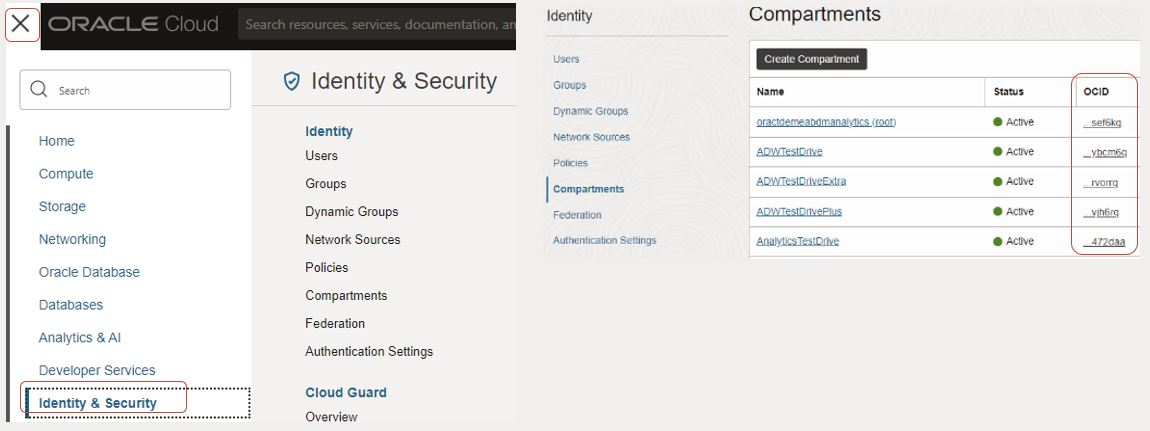 ORACLE Cloud
Search resources, services, documentation, an
Search
Home
Compute
Storage
Networking
Oracle Database
Databases
Analytics & AI
Developer Services
Identity & Security
Identity & Security
Identity
Users
Groups
Dynamic Groups
Network Sources
Policies
Compartments
Federation
Authentication Settings
Cloud Guard
Overview
Identity
Users
Groups
Dynamic Groups
Network Sources
Policies
Compartments
Federation
Authentication Settings
Compartments
Create Compartment
Name Status OCID
oractdemeabdmanalytics (root) Active ...sef6kq
ADWTestDrive Active ...ybcm6q
ADWTestDriveExtra Active ...rvorrq
ADWTestDrivePlus Active ...vjh6rq
AnalyticsTestDrive Active ...472daa